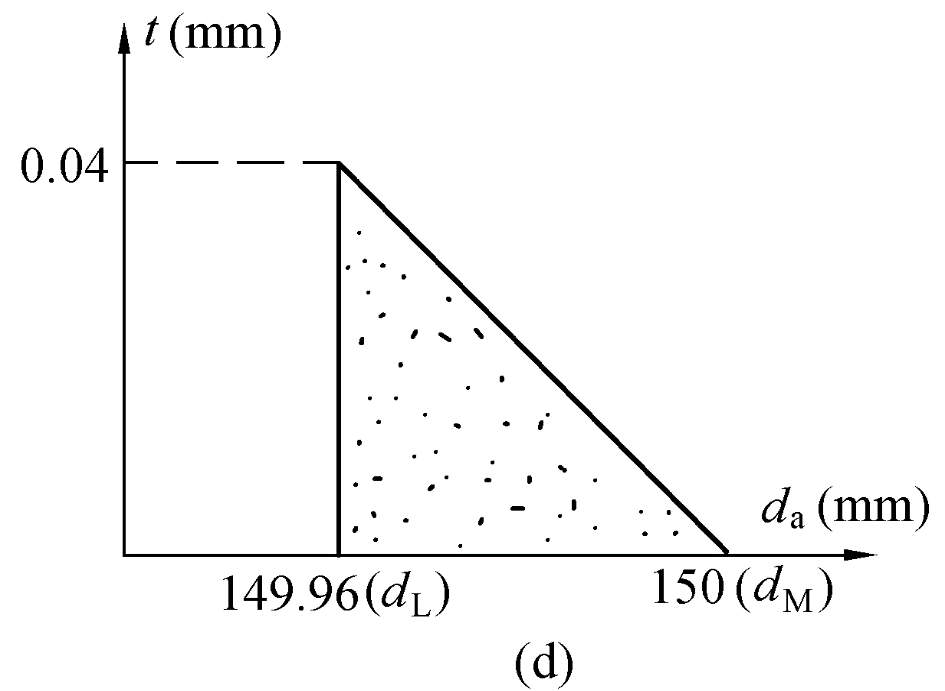 t (mm)
0.04
d_a (mm)
149.96 (d_L)
150 (d_M)
(d)